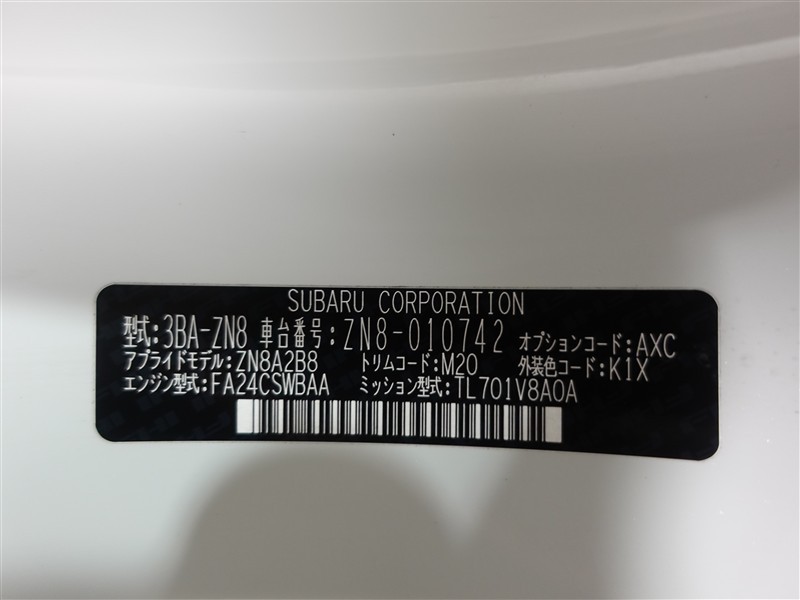 SUBARU CORPORATION
型式:3BA-ZN8 車台番号:ZN8-010742 オプションコード:AXC
アプライドモデル:ZN8A2B8 トリムコード:M20 外装色コード:K1X
エンジン型式:FA24CSWBAA ミッション型式:TL701V8A0A